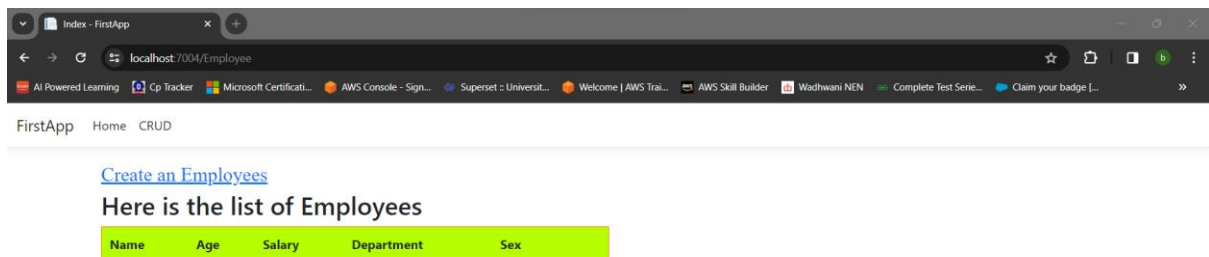 Index - FirstApp
localhost:7004/Employee
AI Powered Learning Cp Tracker Microsoft Certificati... AWS Console - Sign... Superset :: Universit... Welcome | AWS Trai... AWS Skill Builder Wadhwani NEN Complete Test Serie... Claim your badge [... »
b
FirstApp Home CRUD
Create an Employees
Here is the list of Employees
Name Age Salary Department Sex